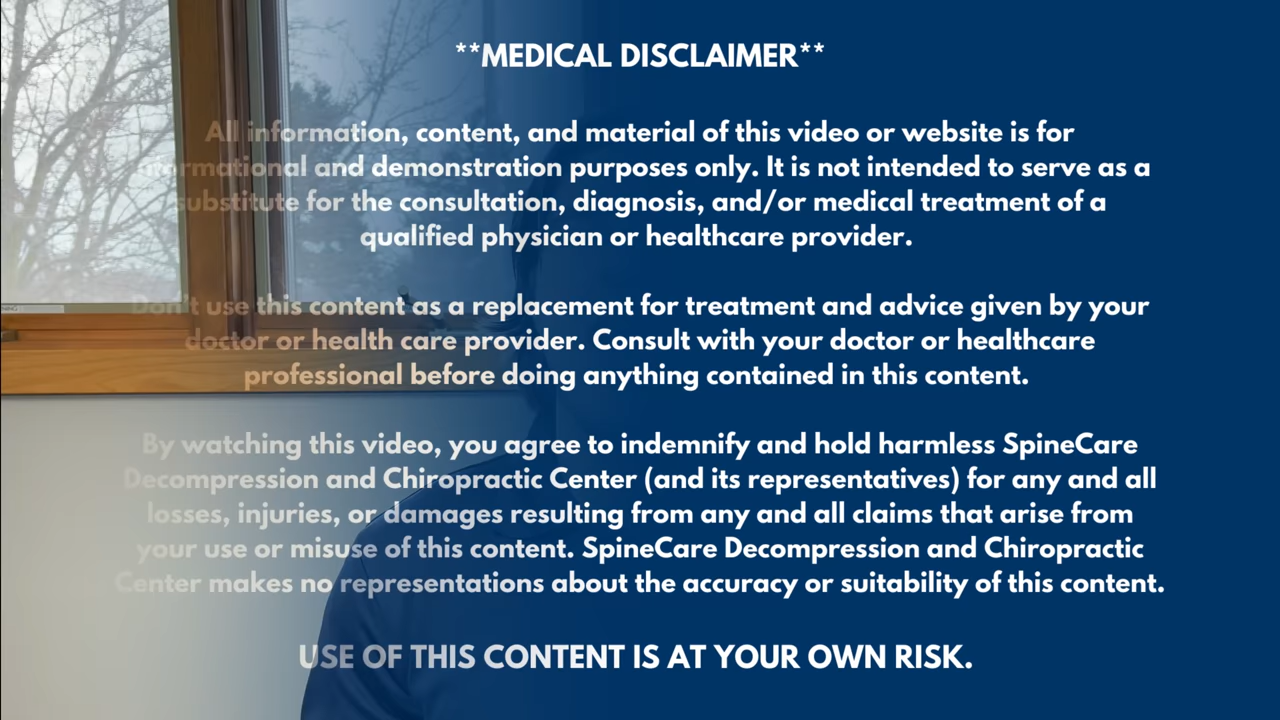 **MEDICAL DISCLAIMER**
All information, content, and material of this video or website is for
informational and demonstration purposes only. It is not intended to serve as a
substitute for the consultation, diagnosis, and/or medical treatment of a
qualified physician or healthcare provider.
Don't use this content as a replacement for treatment and advice given by your
doctor or health care provider. Consult with your doctor or healthcare
professional before doing anything contained in this content.
By watching this video, you agree to indemnify and hold harmless SpineCare
Decompression and Chiropractic Center (and its representatives) for any and all
losses, injuries, or damages resulting from any and all claims that arise from
your use or misuse of this content. SpineCare Decompression and Chiropractic
Center makes no representations about the accuracy or suitability of this content.
USE OF THIS CONTENT IS AT YOUR OWN RISK.